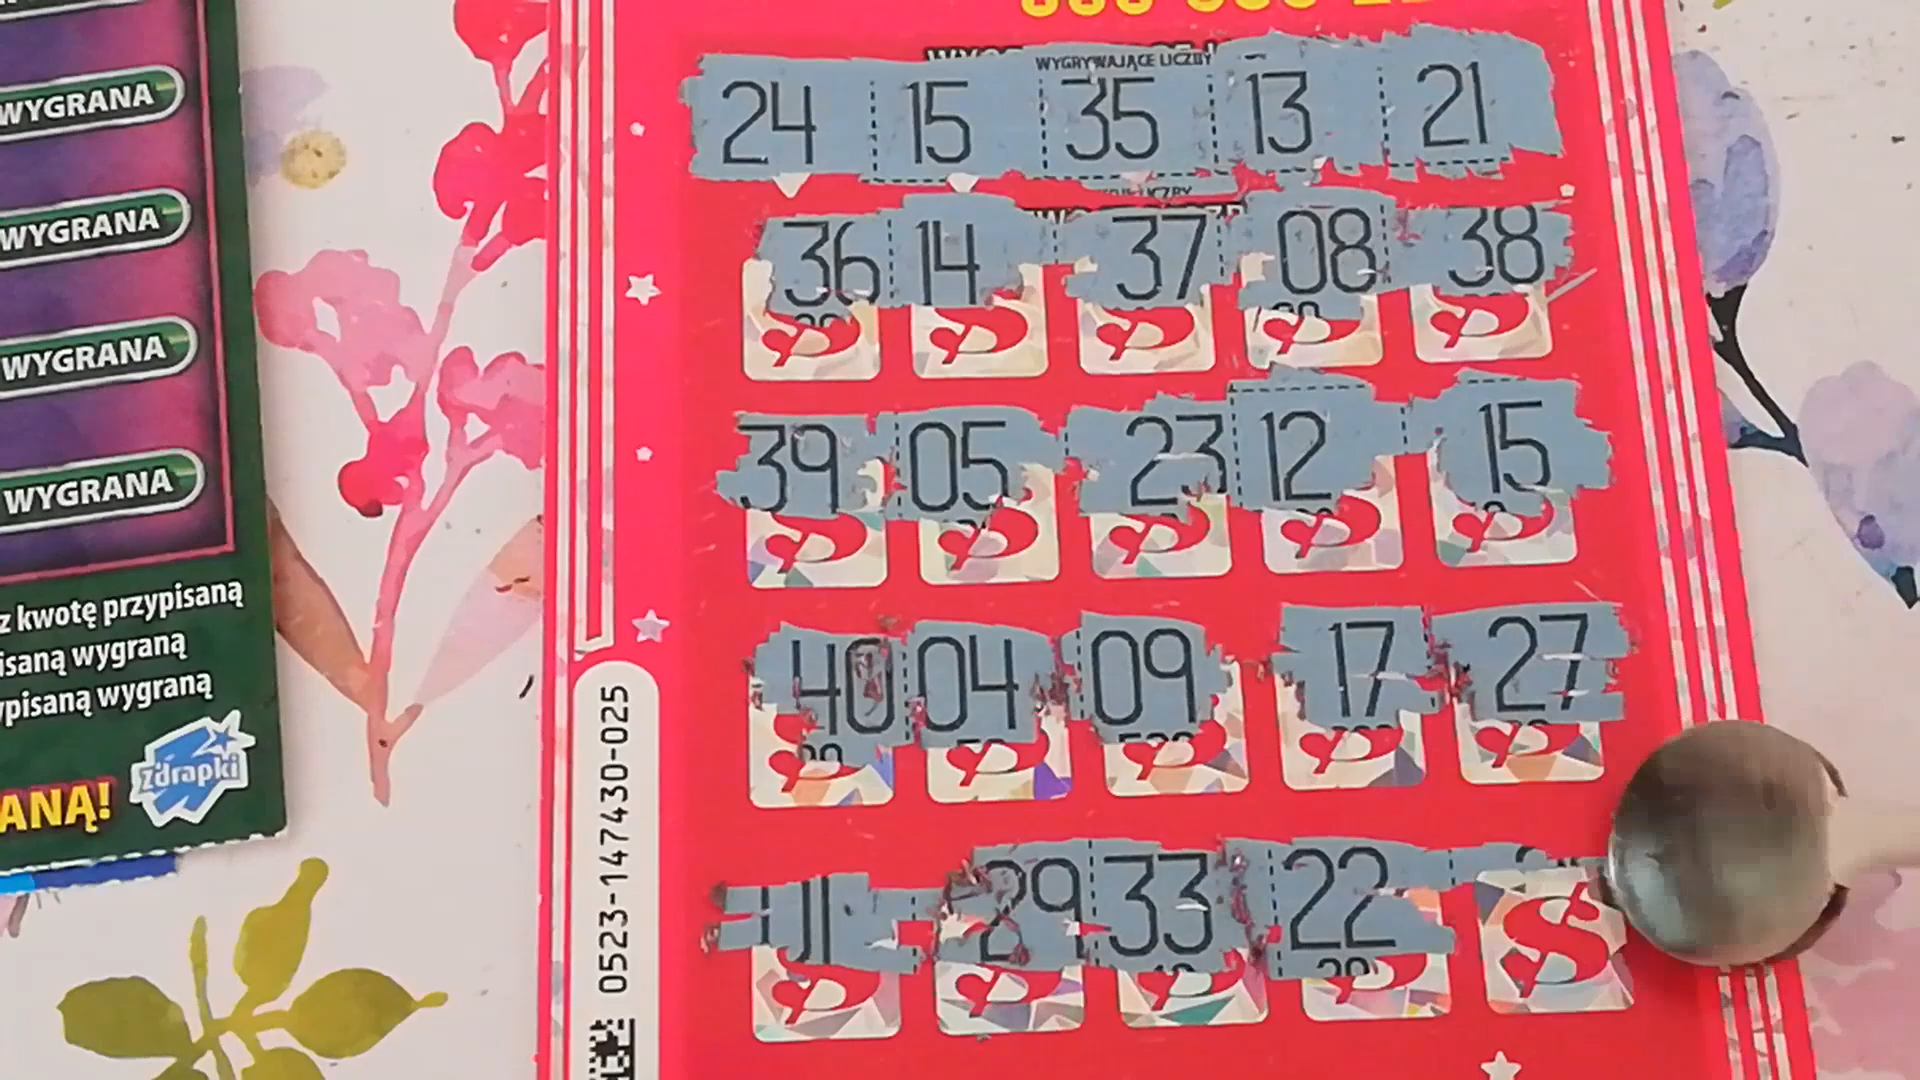 WYGRANA
WYGRANA
WYGRANA
WYGRANA
z kwotę przypisaną
isaną wygraną
ypisaną wygraną
ANĄ!
zdrapki
0523-147430-025
WYGRYWAJĄCE LICZBY
24 15 35 13 21
LICZBY
36 14 37 08 38
39 05 23 12 15
40 04 09 17 27
01 29 33 22